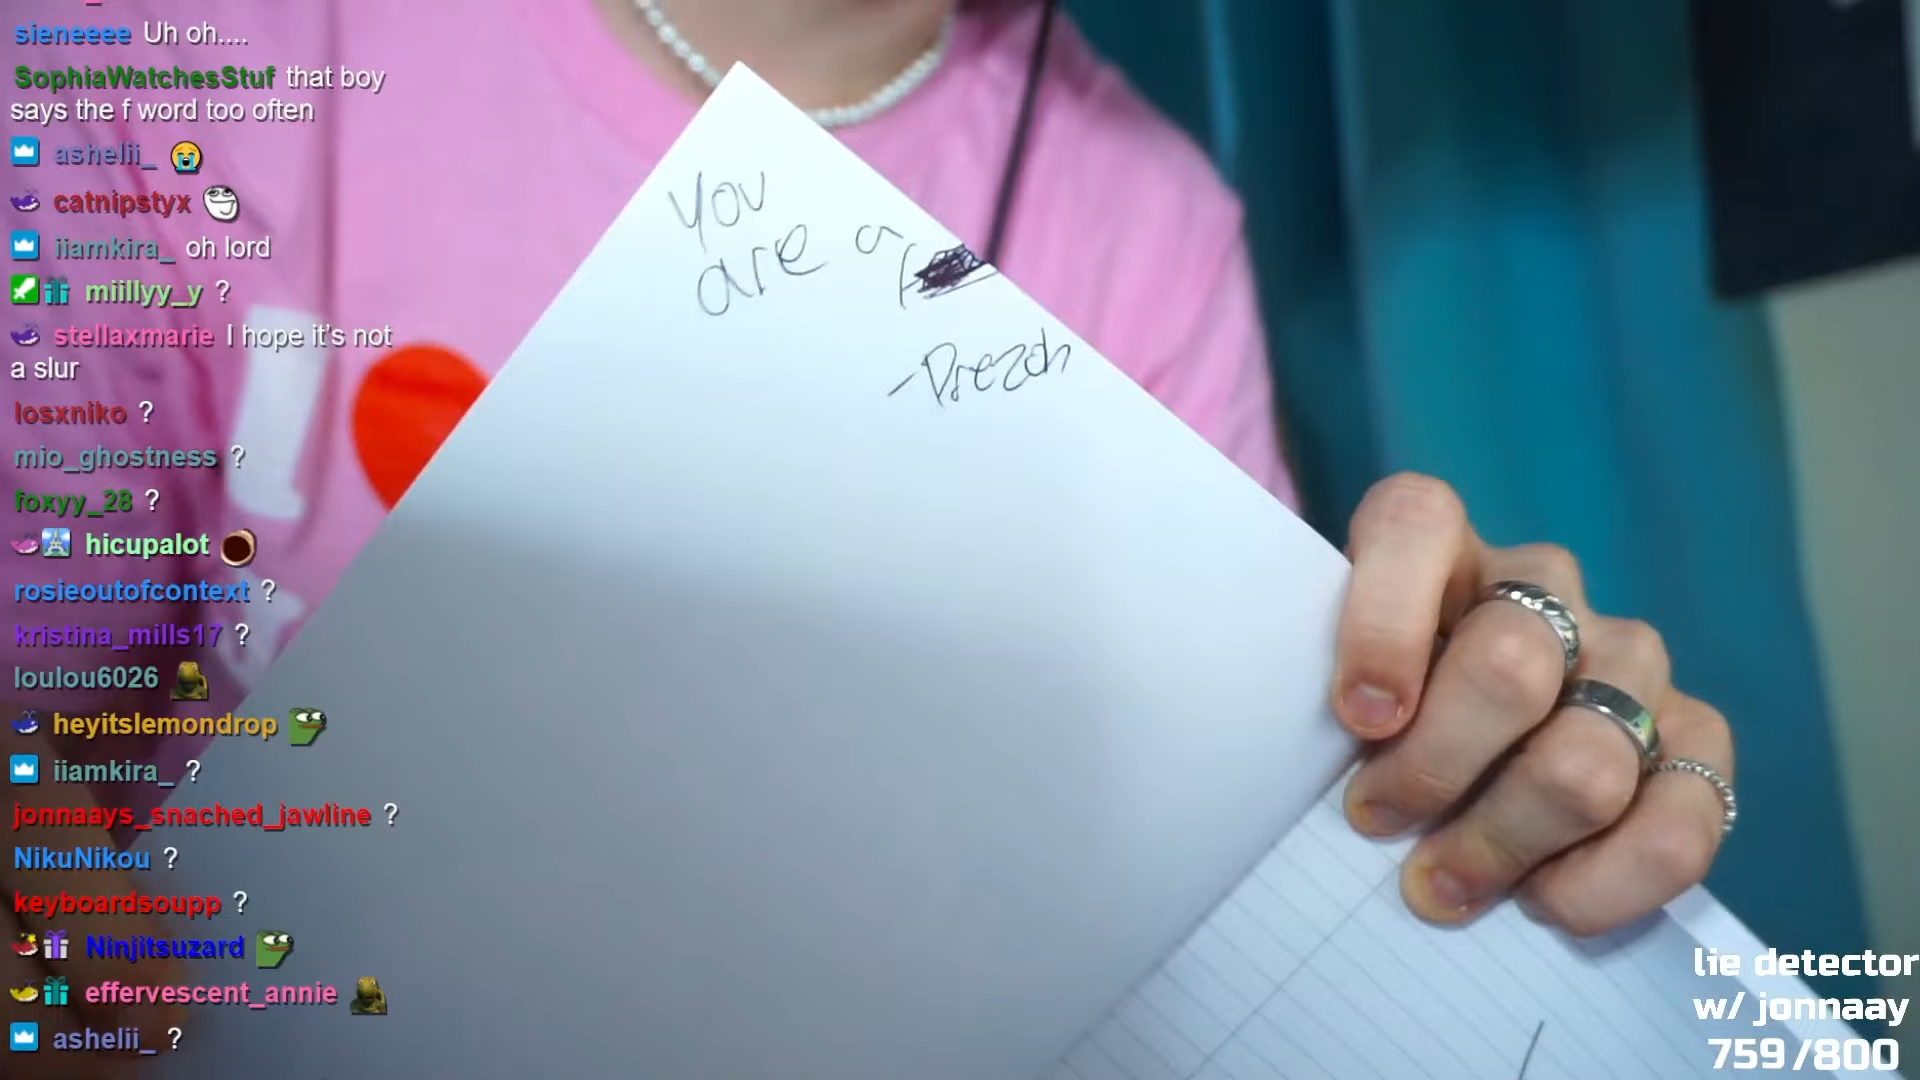 sieneeee Uh oh....
SophiaWatchesStuf that boy
says the f word too often
ashelii_
catnipstyx
iiamkira_ oh lord
miillyy_y ?
stellaxmarie I hope it's not
a slur
losxniko ?
mio_ghostness ?
foxyy_28 ?
hicupalot
rosieoutofcontext ?
kristina_mills17 ?
loulou6026
heyitslemondrop
iiamkira_ ?
jonnaays_snached_jawline ?
NikuNikou ?
keyboardsoupp ?
Ninjitsuzard
effervescent_annie
ashelii_ ?
You
are a
f
-Drezdn
I
lie detector
w/ jonnaay
759/800